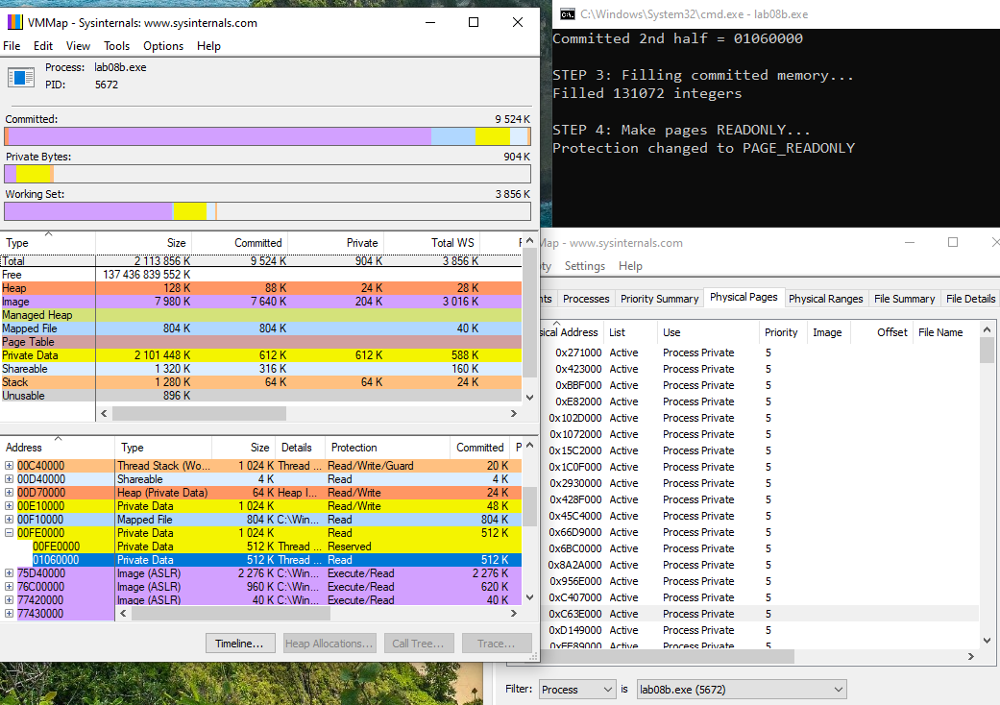 VMMap - Sysinternals: www.sysinternals.com
File Edit View Tools Options Help
Process: lab08b.exe
PID: 5672
Committed: 9 524 K
Private Bytes: 904 K
Working Set: 3 856 K
Type Size Committed Private Total WS
Total 2 113 856 K 9 524 K 904 K 3 856 K
Free 137 436 839 552 K
Heap 128 K 88 K 24 K 28 K
Image 7 980 K 7 640 K 204 K 3 016 K
Managed Heap
Mapped File 804 K 804 K 40 K
Page Table
Private Data 2 101 448 K 612 K 612 K 588 K
Shareable 1 320 K 316 K 160 K
Stack 1 280 K 64 K 64 K 24 K
Unusable 896 K
Address Type Size Details Protection Committed P
00C40000 Thread Stack (Wo... 1 024 K Thread ... Read/Write/Guard 20 K
00D40000 Shareable 4 K Read 4 K
00D70000 Heap (Private Data) 64 K Heap I... Read/Write 24 K
00E10000 Private Data 1 024 K Read/Write 48 K
00F10000 Mapped File 804 K C:\Win... Read 804 K
00FE0000 Private Data 1 024 K Read 512 K
00FE0000 Private Data 512 K Thread ... Reserved
01060000 Private Data 512 K Thread ... Read 512 K
75D40000 Image (ASLR) 2 276 K C:\Win... Execute/Read 2 276 K
76C00000 Image (ASLR) 960 K C:\Win... Execute/Read 620 K
77420000 Image (ASLR) 40 K C:\Win... Execute/Read 40 K
77430000
Timeline... Heap Allocations... Call Tree... Trace...
C:\Windows\System32\cmd.exe - lab08b.exe
Committed 2nd half = 01060000
STEP 3: Filling committed memory...
Filled 131072 integers
STEP 4: Make pages READONLY...
Protection changed to PAGE_READONLY
Map - www.sysinternals.com
ty Settings Help
nts Processes Priority Summary Physical Pages Physical Ranges File Summary File Details
sical Address List Use Priority Image Offset File Name
0x271000 Active Process Private 5
0x423000 Active Process Private 5
0xBBF000 Active Process Private 5
0xE82000 Active Process Private 5
0x102D000 Active Process Private 5
0x1072000 Active Process Private 5
0x15C2000 Active Process Private 5
0x1C0F000 Active Process Private 5
0x2930000 Active Process Private 5
0x428F000 Active Process Private 5
0x45C4000 Active Process Private 5
0x66D9000 Active Process Private 5
0x6BC0000 Active Process Private 5
0x8A2A000 Active Process Private 5
0x956E000 Active Process Private 5
0xC407000 Active Process Private 5
0xC63E000 Active Process Private 5
0xD149000 Active Process Private 5
0xEE89000 Active Process Private 5
Filter: Process is lab08b.exe (5672)